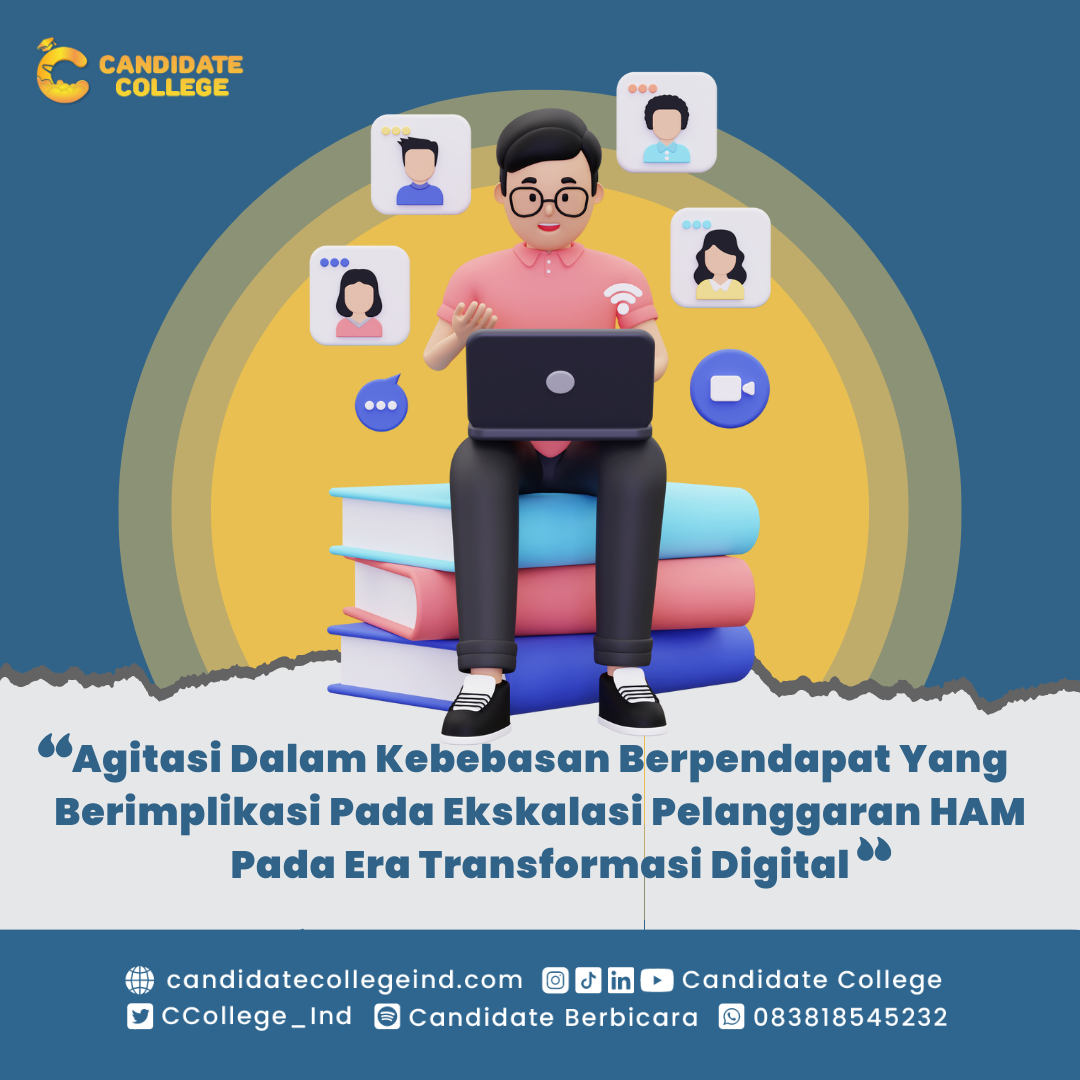 CANDIDATE
COLLEGE
“Agitasi Dalam Kebebasan Berpendapat Yang
Berimplikasi Pada Ekskalasi Pelanggaran HAM
Pada Era Transformasi Digital”
candidatecollegeind.com Candidate College
CCollege_Ind Candidate Berbicara 083818545232